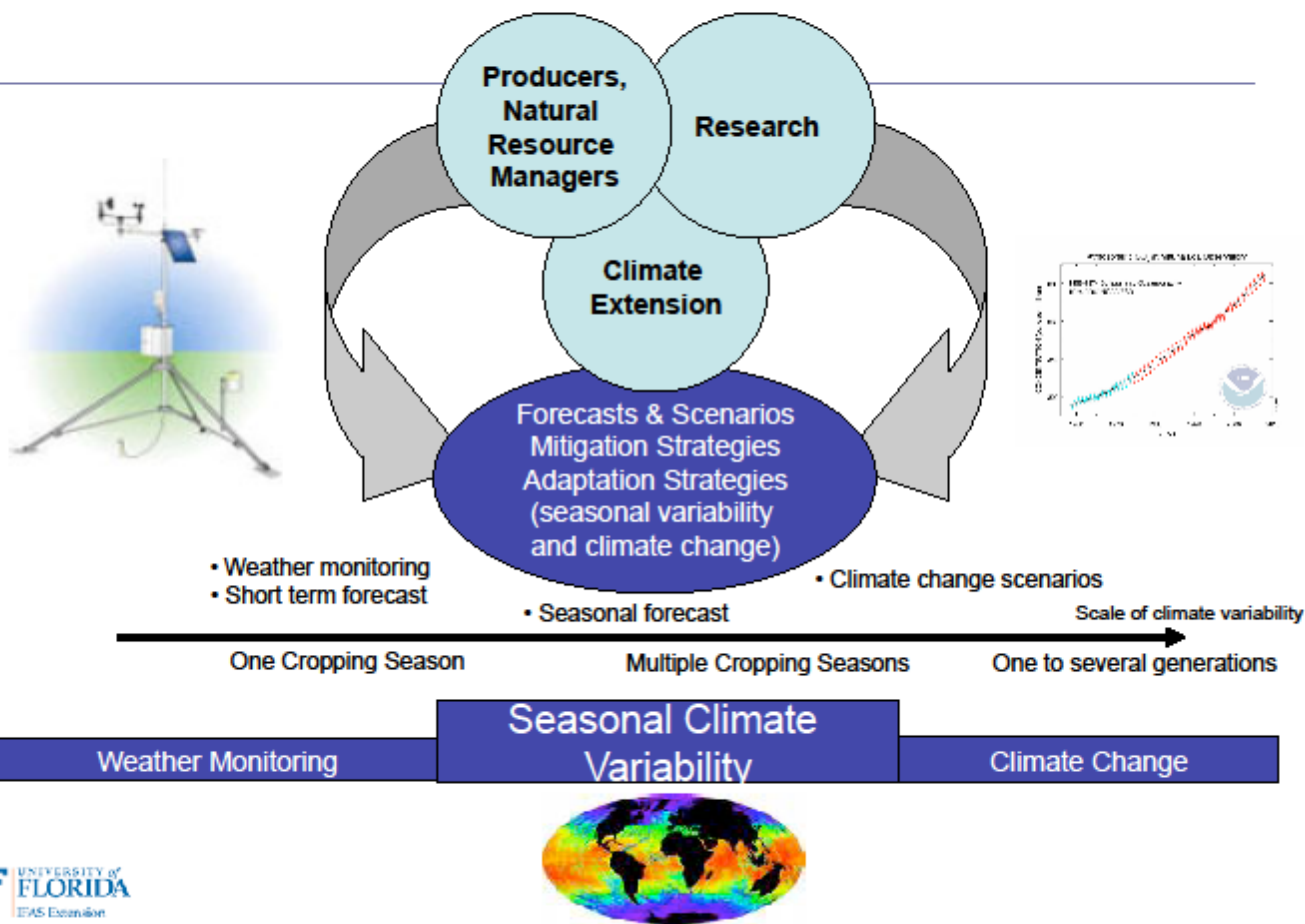 Producers,
Natural
Resource
Managers
Research
Climate
Extension
Forecasts & Scenarios
Mitigation Strategies
Adaptation Strategies
(seasonal variability
and climate change)
• Weather monitoring
• Short term forecast
• Seasonal forecast
• Climate change scenarios
Scale of climate variability
One Cropping Season
Multiple Cropping Seasons
One to several generations
Weather Monitoring
Seasonal Climate
Variability
Climate Change
UNIVERSITY of
FLORIDA
IFAS Extension